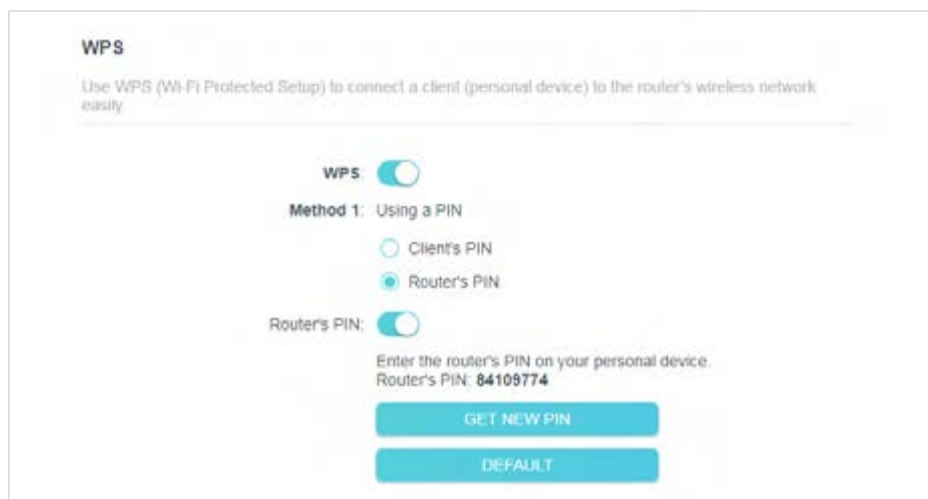 WPS
Use WPS (Wi-Fi Protected Setup) to connect a client (personal device) to the router's wireless network
easily
WPS:
Method 1: Using a PIN
Client's PIN
Router's PIN
Router's PIN:
Enter the router's PIN on your personal device.
Router's PIN: 84109774
GET NEW PIN
DEFAULT